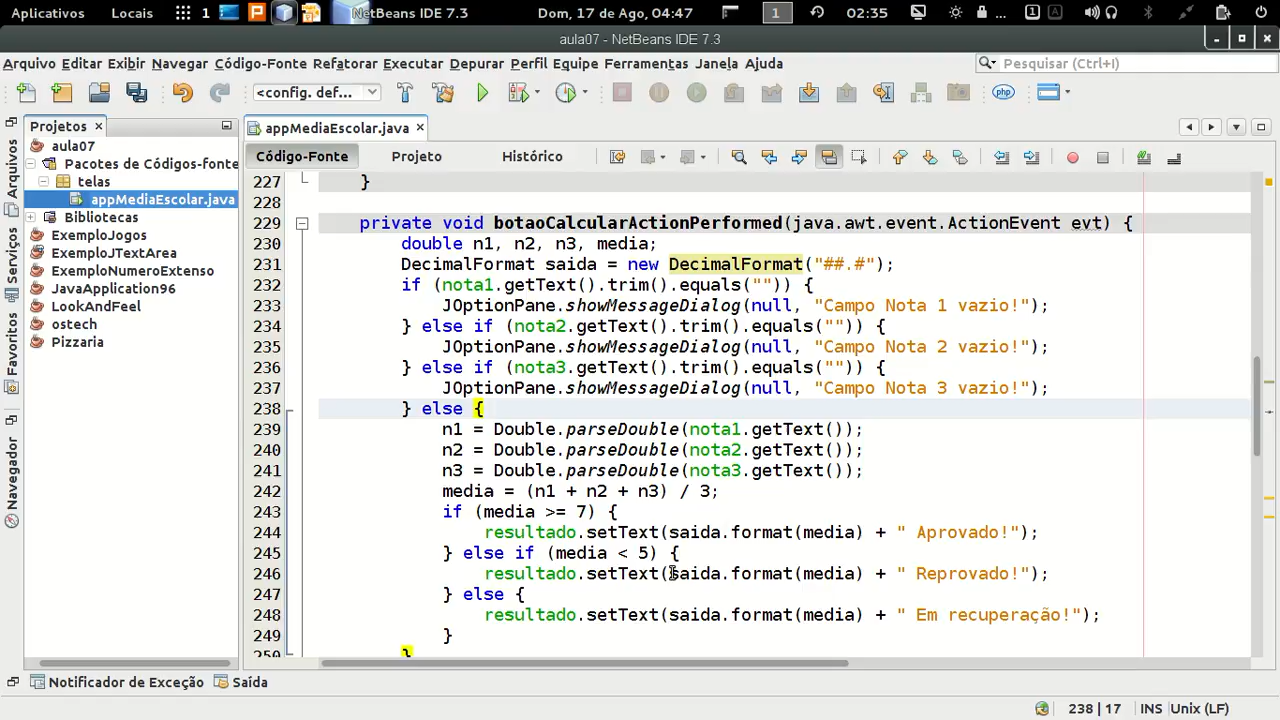 Aplicativos Locais 1 NetBeans IDE 7.3 Dom, 17 de Ago, 04:47 1 02:35 ... 1 A
aula07 - NetBeans IDE 7.3
Arquivo Editar Exibir Navegar Código-Fonte Refatorar Executar Depurar Perfil Equipe Ferramentas Janela Ajuda Pesquisar (Ctrl+I)
<config. def... php
Projetos appMediaEscolar.java
Código-Fonte Projeto Histórico
aula07
Pacotes de Códigos-fonte
telas
appMediaEscolar.java
Bibliotecas
ExemploJogos
ExemploJTextArea
ExemploNumeroExtenso
JavaApplication96
LookAndFeel
ostech
Pizzaria
Arquivos
Serviços
Favoritos
Navegador
227 }
228
229 private void botaoCalcularActionPerformed(java.awt.event.ActionEvent evt) {
230 double n1, n2, n3, media;
231 DecimalFormat saida = new DecimalFormat("##.#");
232 if (nota1.getText().trim().equals("")) {
233 JOptionPane.showMessageDialog(null, "Campo Nota 1 vazio!");
234 } else if (nota2.getText().trim().equals("")) {
235 JOptionPane.showMessageDialog(null, "Campo Nota 2 vazio!");
236 } else if (nota3.getText().trim().equals("")) {
237 JOptionPane.showMessageDialog(null, "Campo Nota 3 vazio!");
238 } else {
239 n1 = Double.parseDouble(nota1.getText());
240 n2 = Double.parseDouble(nota2.getText());
241 n3 = Double.parseDouble(nota3.getText());
242 media = (n1 + n2 + n3) / 3;
243 if (media >= 7) {
244 resultado.setText(saida.format(media) + " Aprovado!");
245 } else if (media < 5) {
246 resultado.setText(saida.format(media) + " Reprovado!");
247 } else {
248 resultado.setText(saida.format(media) + " Em recuperação!");
249 }
250 }
Notificador de Exceção Saída
238 | 17 INS Unix (LF)